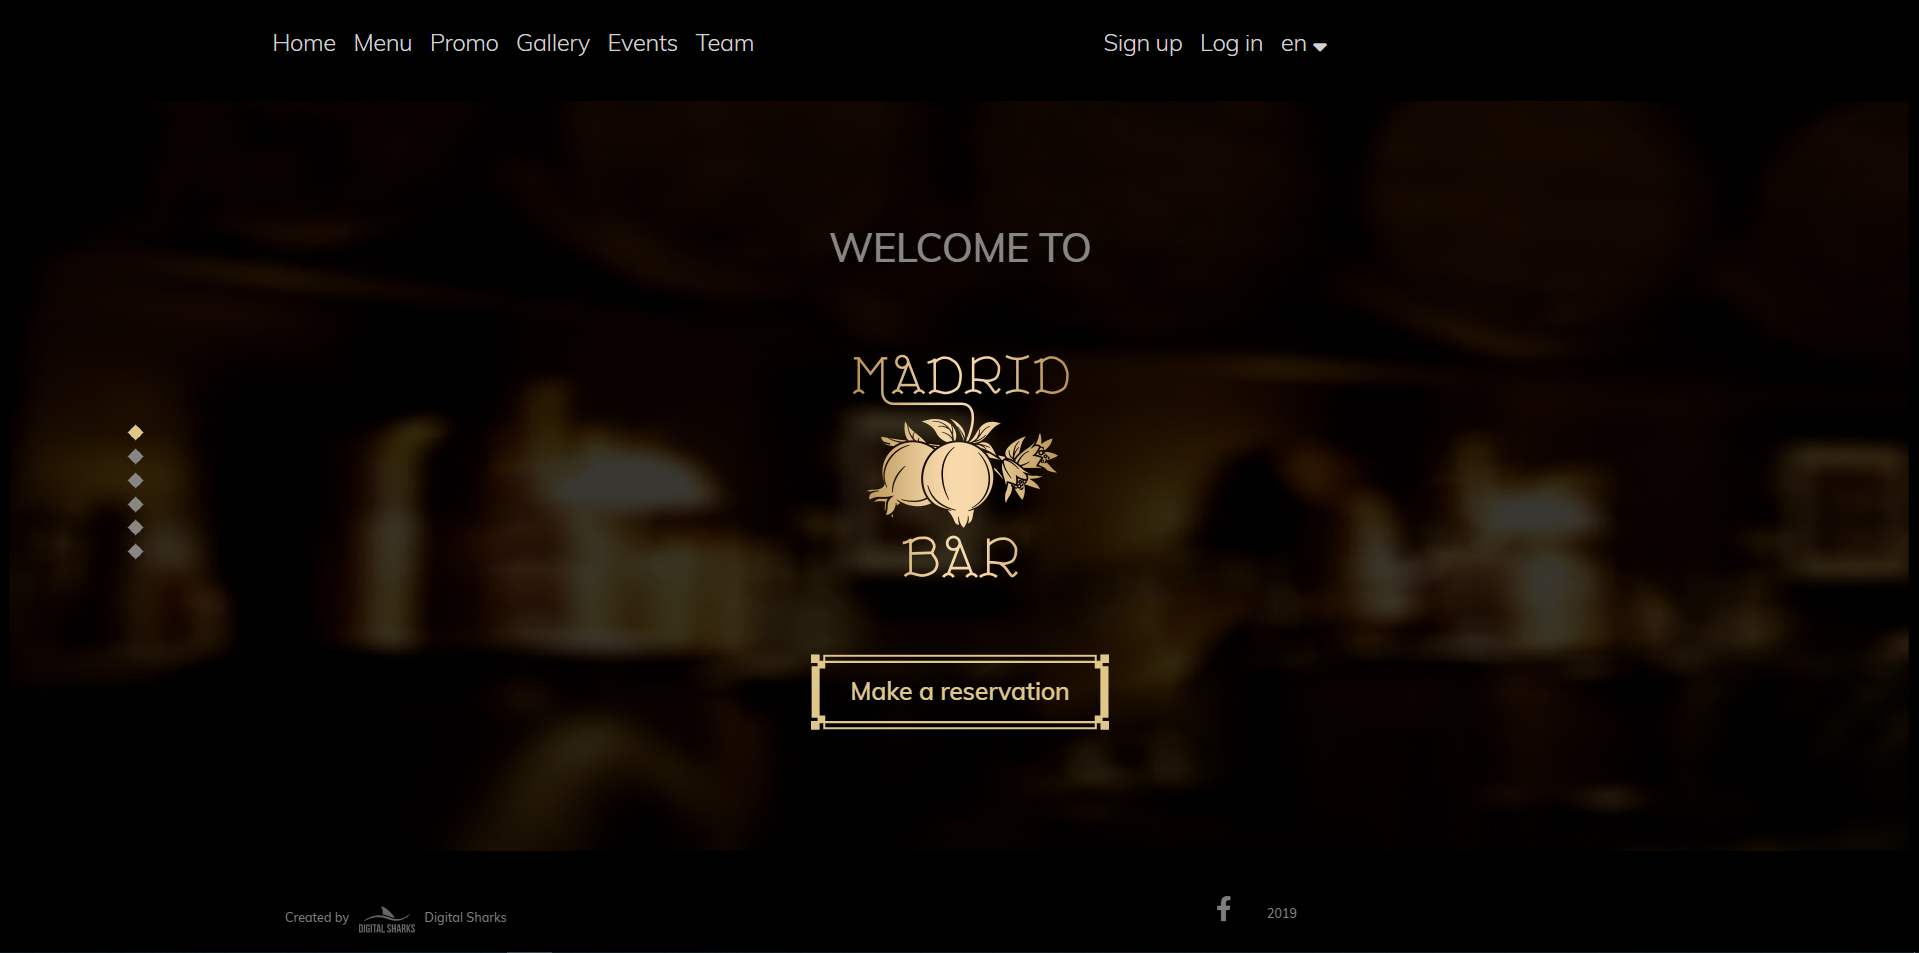 Home Menu Promo Gallery Events Team Sign up Log in en
WELCOME TO
MADRID
BAR
Make a reservation
Created by DIGITAL SHARKS Digital Sharks 2019